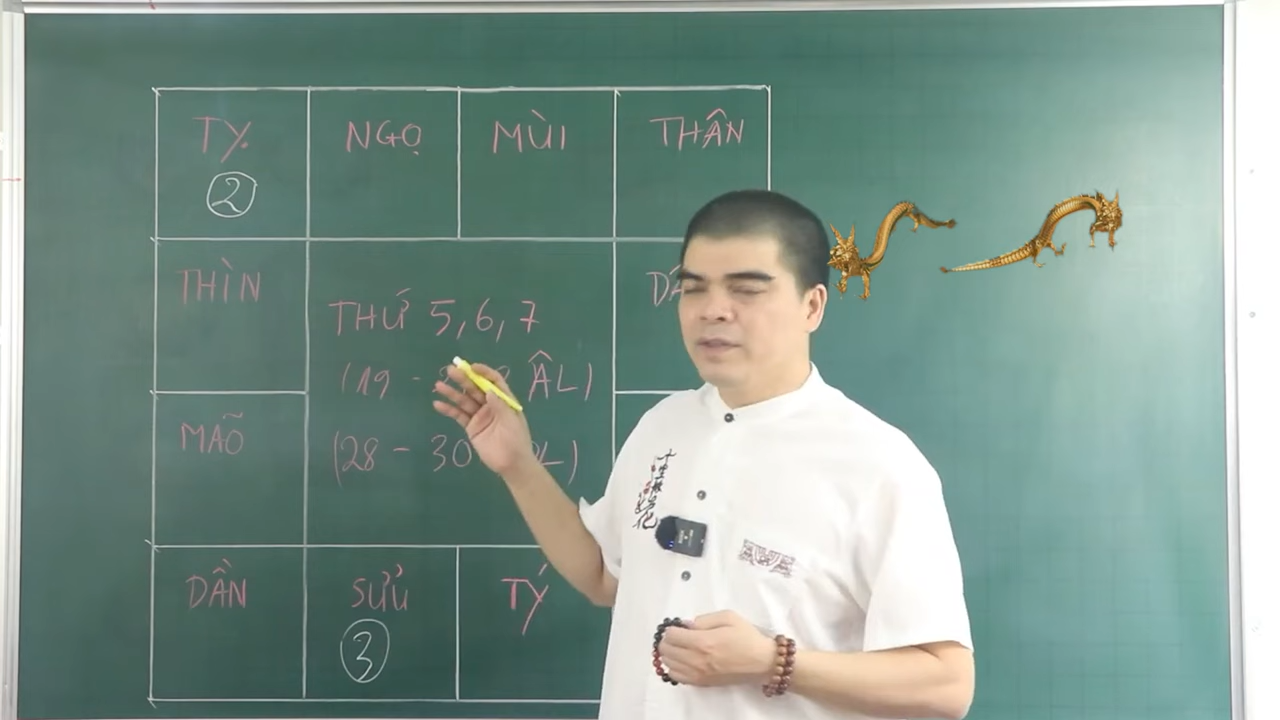 TỴ NGỌ MÙI THÂN
2
THÌN
THỨ 5, 6, 7
(19 - ÂL)
MÃO
(28 - 30
DẦN SỬU TÝ
3